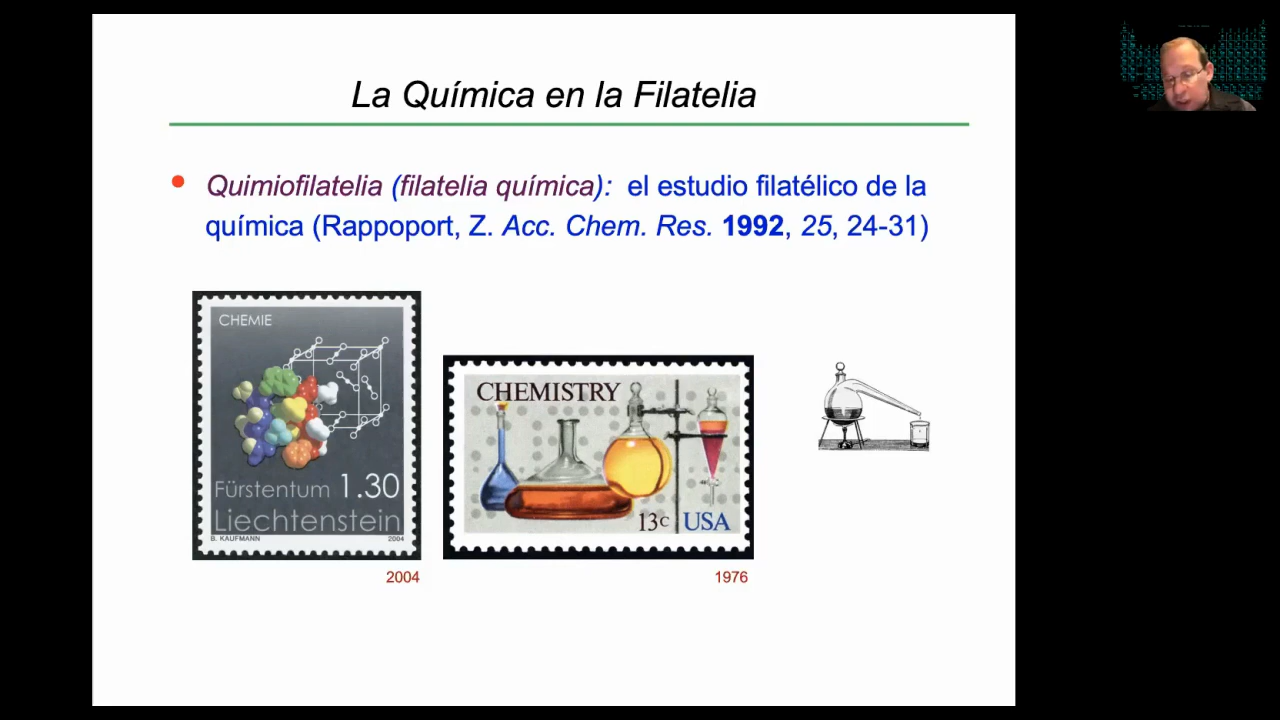 La Química en la Filatelia
• Quimiofilatelia (filatelia química): el estudio filatélico de la
química (Rappoport, Z. Acc. Chem. Res. 1992, 25, 24-31)
CHEMIE
Fürstentum 1.30
Liechtenstein
B. KAUFMANN 2004
2004
CHEMISTRY
13c USA
1976